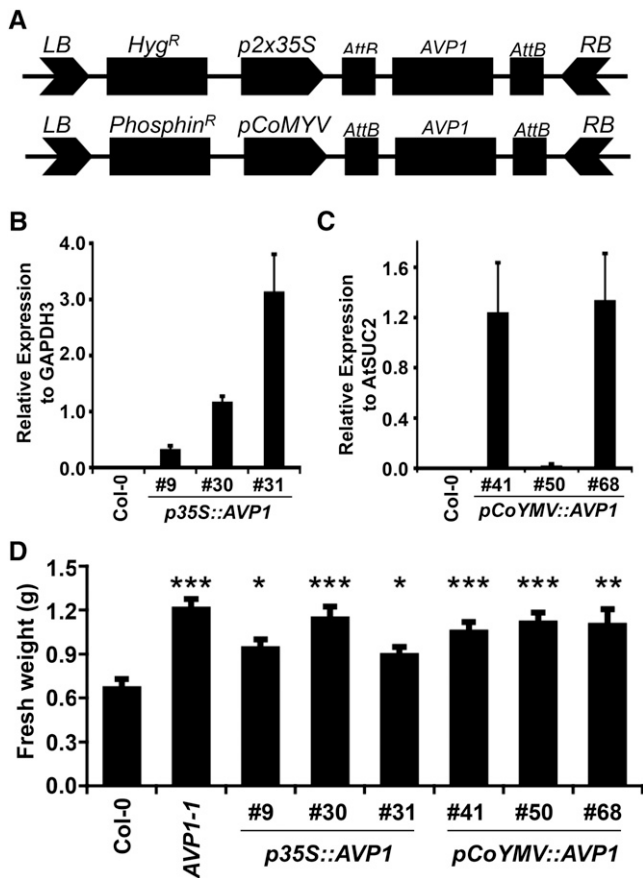 A
LB HygR p2x35S AttB AVP1 AttB RB
LB PhosphinR pCoMYV AttB AVP1 AttB RB
B
Relative Expression
to GAPDH3
4.0
3.0
2.0
1.0
0.0
Col-0 #9 #30 #31
p35S::AVP1
C
Relative Expression
to AtSUC2
1.6
1.2
0.8
0.4
0.0
Col-0 #41 #50 #68
pCoYMV::AVP1
D
Fresh weight (g)
1.5
1.2
0.9
0.6
0.3
0.0
*** * *** * *** *** **
Col-0 AVP1-1 #9 #30 #31 #41 #50 #68
p35S::AVP1 pCoYMV::AVP1